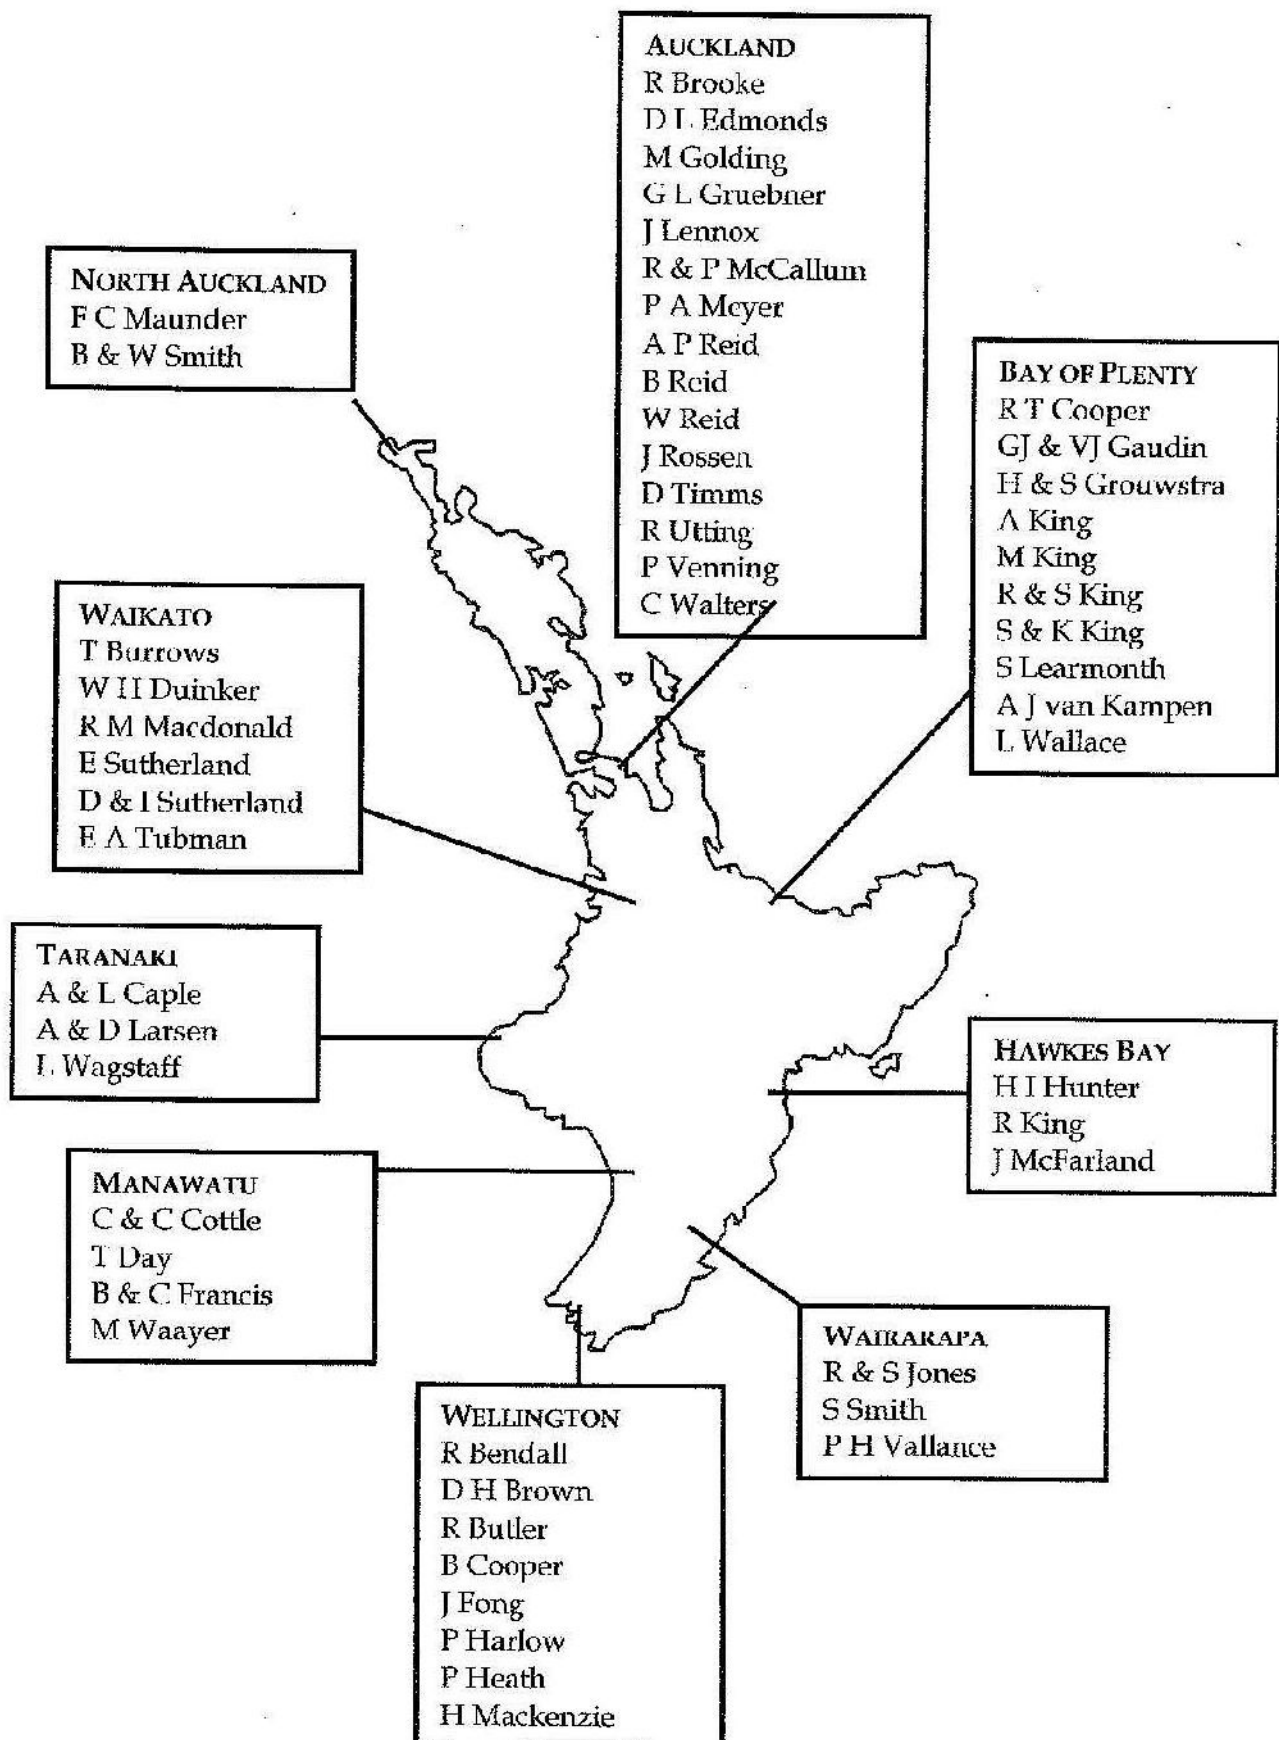 AUCKLAND
R Brooke
D L Edmonds
M Golding
G L Gruebner
J Lennox
R & P McCallum
P A Meyer
A P Reid
B Reid
W Reid
J Rossen
D Timms
R Utting
P Venning
C Walters
NORTH AUCKLAND
F C Maunder
B & W Smith
BAY OF PLENTY
R T Cooper
GJ & VJ Gaudin
H & S Grouwstra
A King
M King
R & S King
S & K King
S Learmonth
A J van Kampen
L Wallace
WAIKATO
T Burrows
W H Duinker
R M Macdonald
E Sutherland
D & I Sutherland
E A Tubman
TARANAKI
A & L Caple
A & D Larsen
L Wagstaff
HAWKES BAY
H I Hunter
R King
J McFarland
MANAWATU
C & C Cottle
T Day
B & C Francis
M Waayer
WAIRARAPA
R & S Jones
S Smith
P H Vallance
WELLINGTON
R Bendall
D H Brown
R Butler
B Cooper
J Fong
P Harlow
P Heath
H Mackenzie